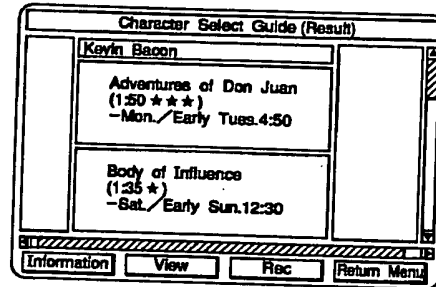 Character Select Guide (Result)
Kevin Bacon
Adventures of Don Juan
(1:50 ★★★)
-Mon.／Early Tues.4:50
Body of Influence
(1:35 ★)
-Sat.／Early Sun.12:30
Information View Rec Return Menu